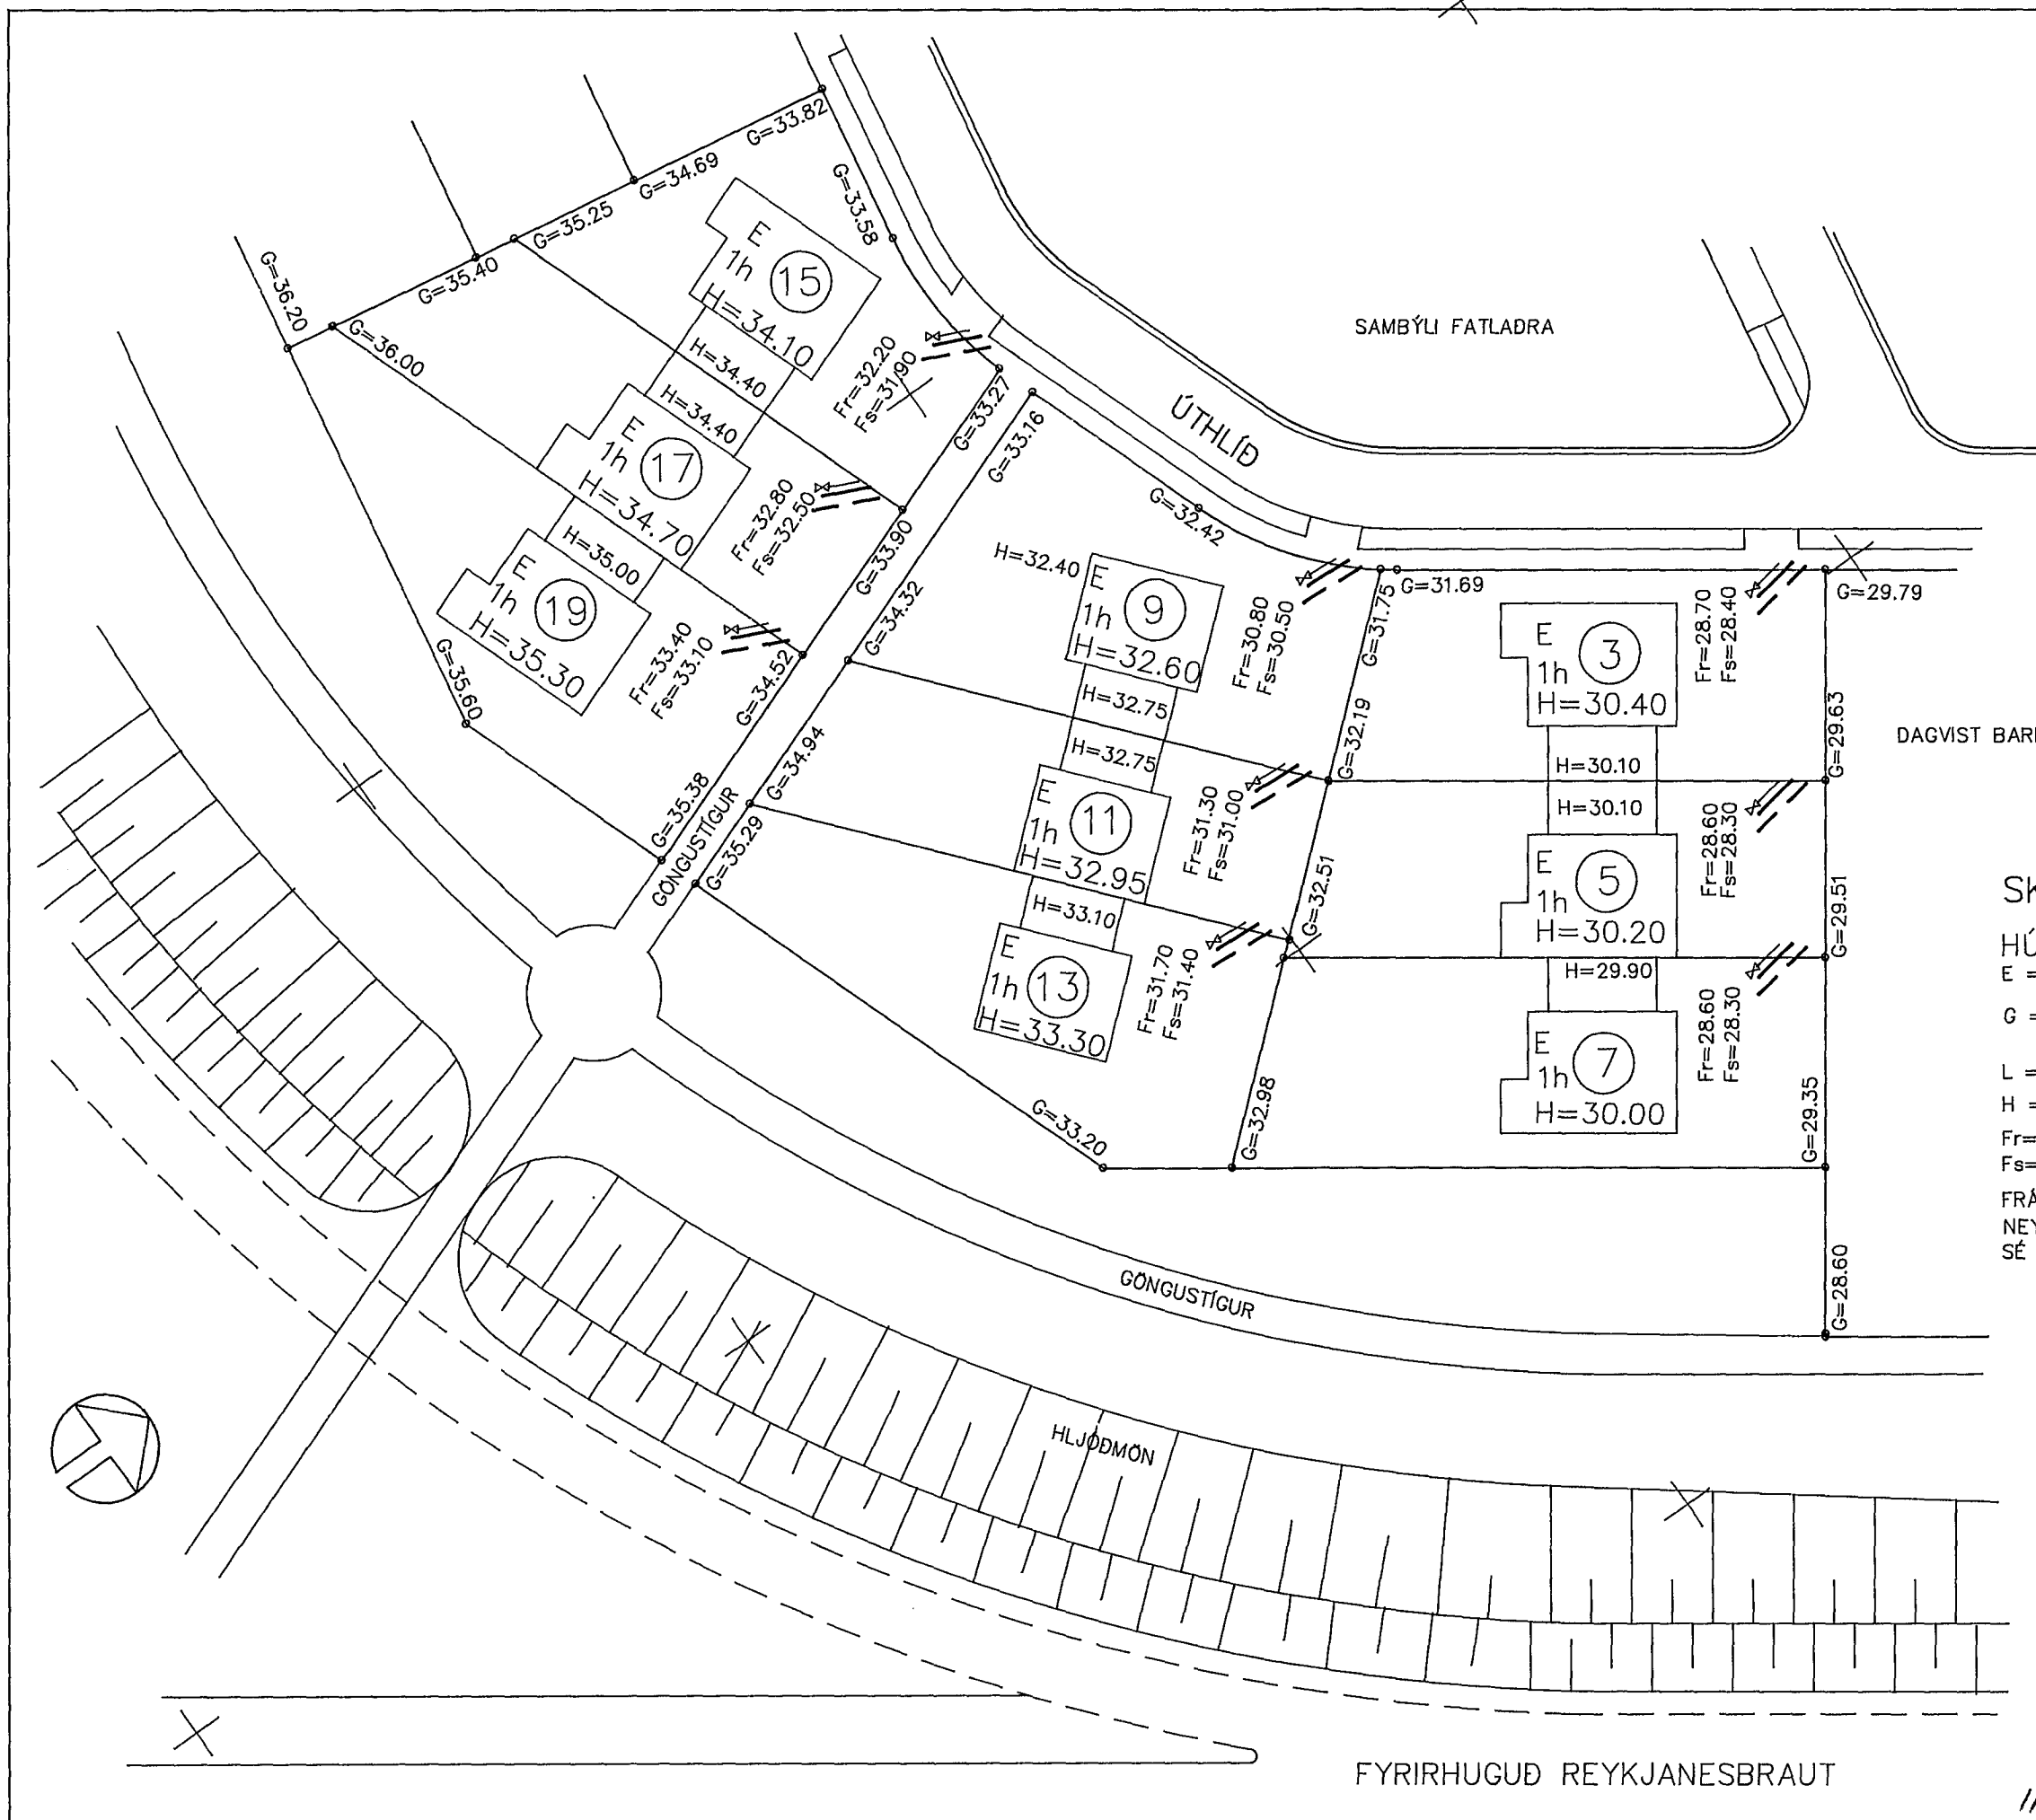 G=33.82
G=34.69
G=35.25
G=35.40
G=36.20
G=36.00
G=33.58
E
1h
15
H=34.10
H=34.40
Fr=32.20
Fs=31.90
G=33.27
G=33.16
H=34.40
E
1h
17
H=34.70
Fr=32.80
Fs=32.50
G=33.90
G=34.32
H=35.00
E
1h
19
H=35.30
Fr=33.40
Fs=33.10
G=34.52
G=34.94
G=35.60
G=35.38
G=35.29
GÖNGUSTÍGUR
SAMBÝLI FATLAÐRA
ÚTHLÍÐ
G=32.42
H=32.40
E
1h
9
H=32.60
H=32.75
Fr=30.80
Fs=30.50
G=31.75
G=31.69
G=32.19
H=32.75
E
1h
11
H=32.95
Fr=31.30
Fs=31.00
G=32.51
H=33.10
E
1h
13
H=33.30
Fr=31.70
Fs=31.40
G=32.98
G=33.20
E
1h
3
H=30.40
H=30.10
Fr=28.70
Fs=28.40
G=29.79
G=29.63
H=30.10
E
1h
5
H=30.20
Fr=28.60
Fs=28.30
G=29.51
H=29.90
E
1h
7
H=30.00
Fr=28.60
Fs=28.30
G=29.35
G=28.60
DAGVIST BAR
SK
HÚ
E =
G =
L =
H =
Fr=
Fs=
FRÁ
NEY
SÉ
GÖNGUSTÍGUR
HLJÓÐMÖN
FYRIRHUGUÐ REYKJANESBRAUT